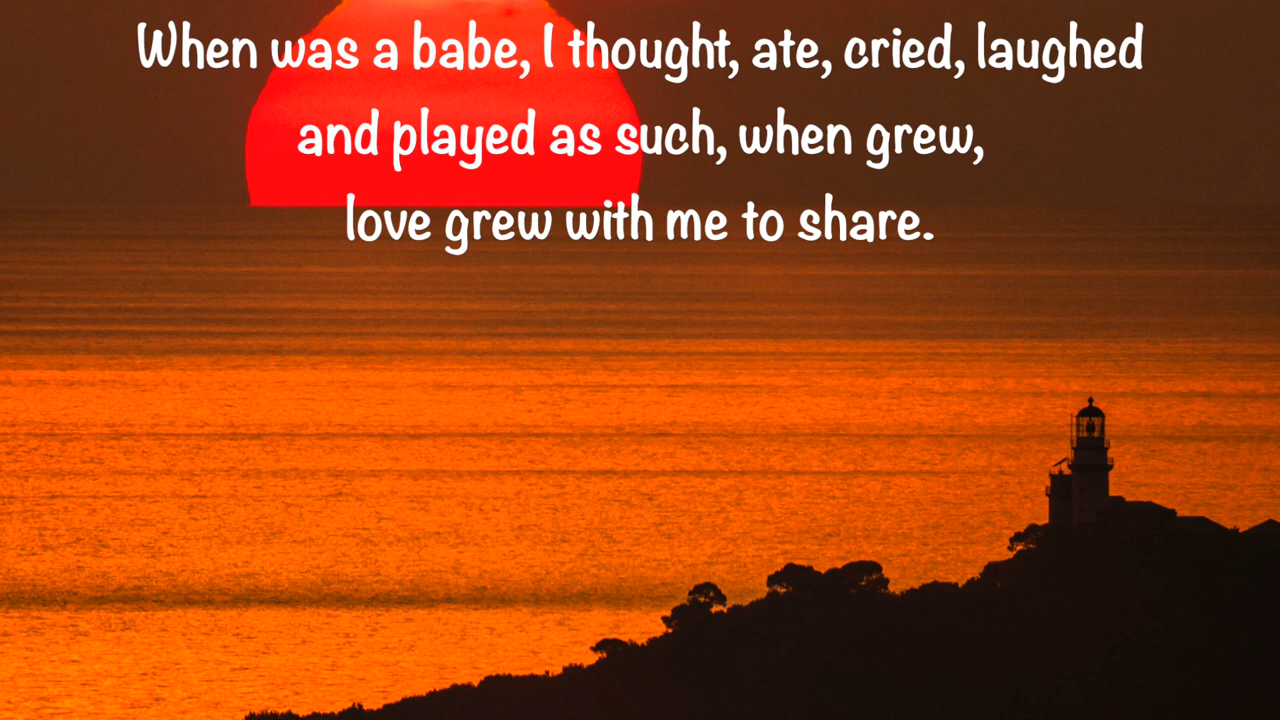 When was a babe, I thought, ate, cried, laughed
and played as such, when grew,
love grew with me to share.